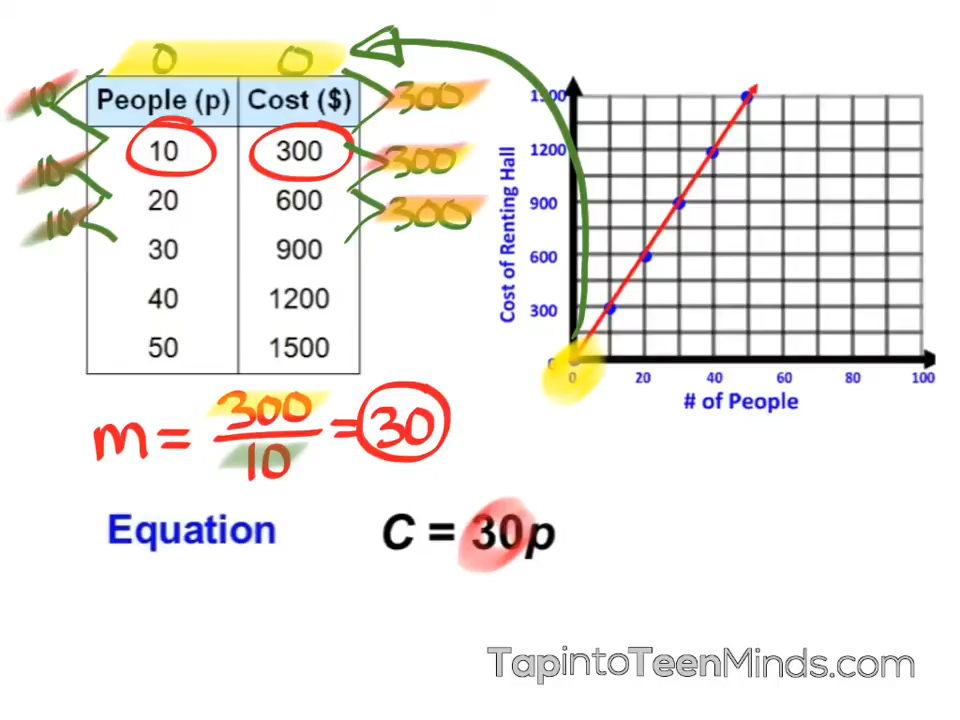 0 0
People (p) Cost ($)
10 300
20 600
30 900
40 1200
50 1500
10
10
10
300
300
300
Cost of Renting Hall
1500
1200
900
600
300
0
0 20 40 60 80 100
# of People
m = 300/10 = 30
Equation C = 30p
TapintoTeenMinds.com